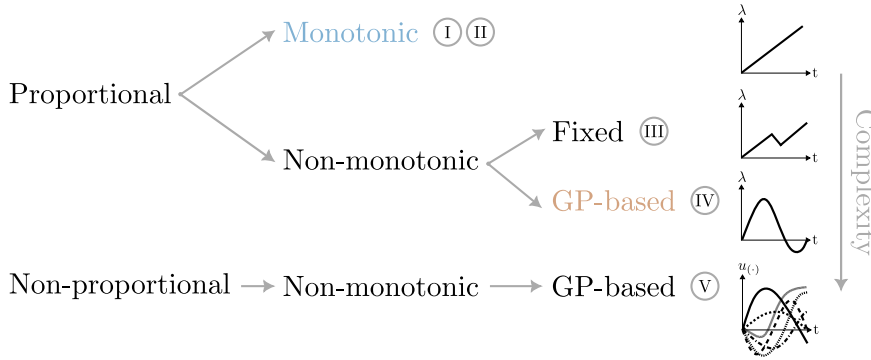 Monotonic I II
Proportional
Fixed III
Non-monotonic
GP-based IV
Non-proportional Non-monotonic GP-based V
λ
t
λ
t
λ
t
u(·)
t
Complexity